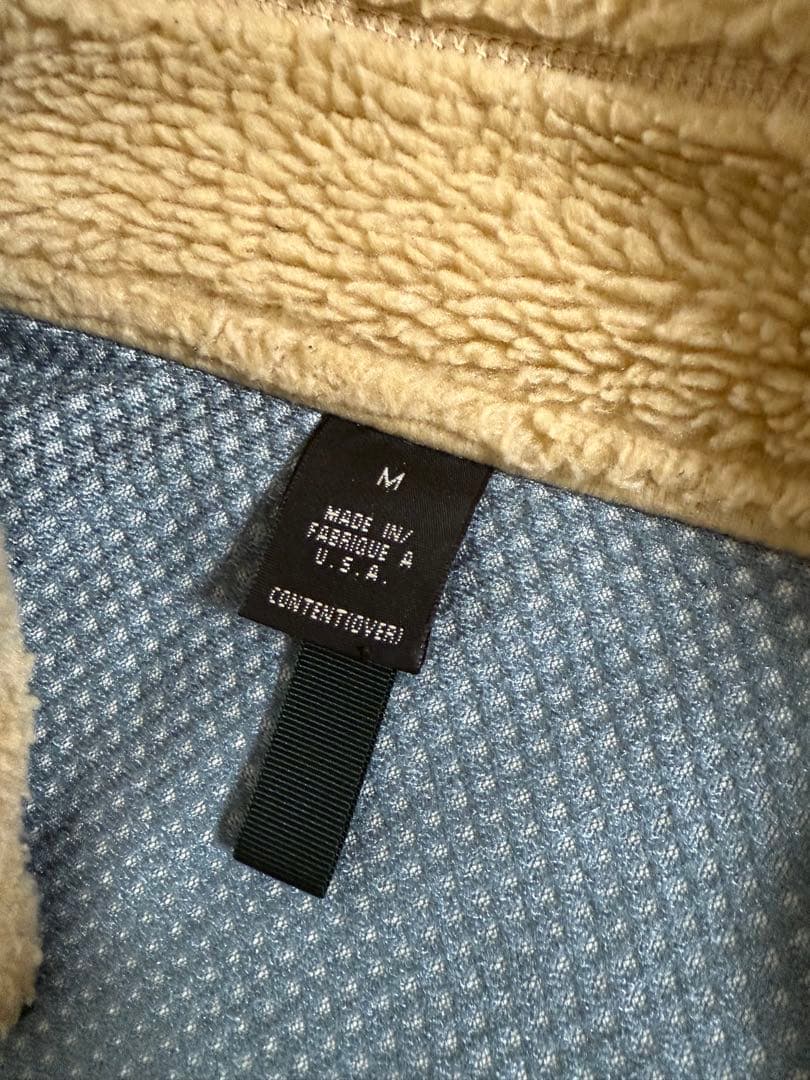 M
MADE IN/
FABRIQUE A
U.S.A.
CONTENT(OVER)